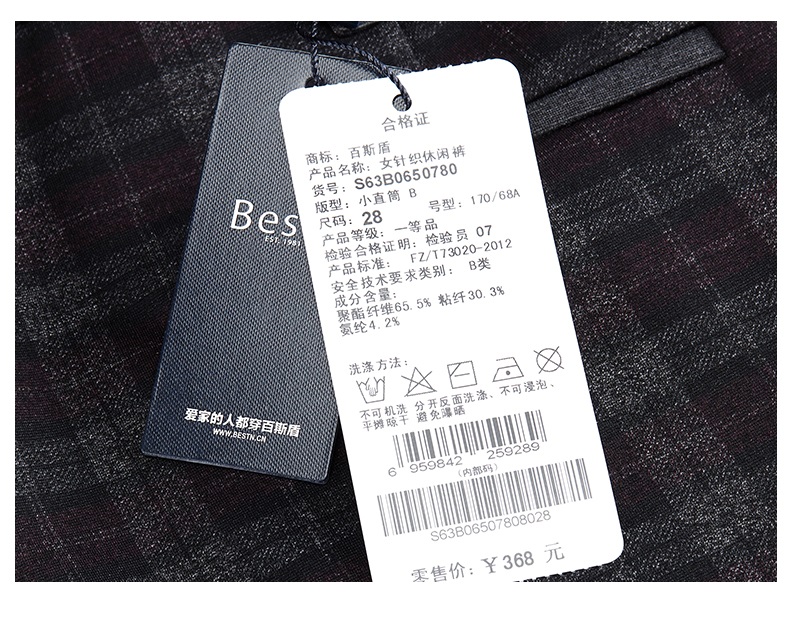 Bes
EST. 1981
爱家的人都穿百斯盾
WWW.BESTN.CN
合格证
商标: 百斯盾
产品名称: 女针织休闲裤
货号: S63B0650780
版型: 小直筒 B
尺码: 28 号型: 170/68A
产品等级: 一等品
检验合格证明: 检验员 07
产品标准: FZ/T73020-2012
安全技术要求类别: B类
成分含量:
聚酯纤维65.5% 粘纤30.3%
氨纶4.2%
洗涤方法:
不可机洗 分开反面洗涤、不可浸泡、
平摊晾干 避免曝晒
6 959842 259289
(内部码)
S63B06507808028
零售价: ￥368 元